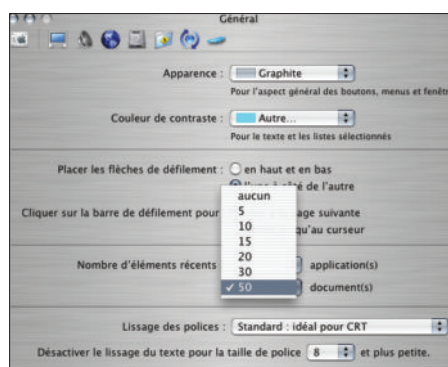 Général
Apparence : Graphite
Pour l'aspect général des boutons, menus et fenêtr
Couleur de contraste : Autre...
Pour le texte et les listes sélectionnés
Placer les flèches de défilement : en haut et en bas
l'une à côté de l'autre
aucun
Cliquer sur la barre de défilement pour 5 age suivante
10 qu'au curseur
15
20
Nombre d'éléments récents application(s)
30
✓ 50 document(s)
Lissage des polices : Standard : idéal pour CRT
Désactiver le lissage du texte pour la taille de police 8 et plus petite.